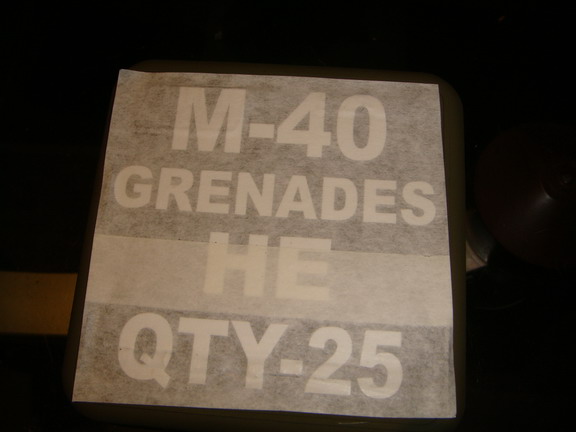 M-40
GRENADES
HE
QTY-25